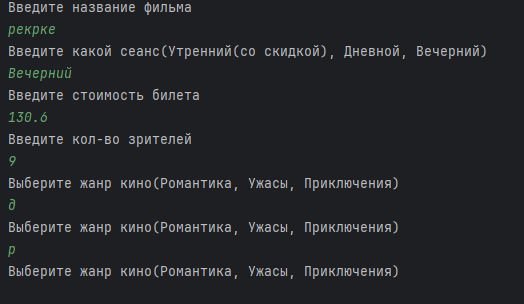 Введите название фильма
рекрке
Введите какой сеанс(Утренний(со скидкой), Дневной, Вечерний)
Вечерний
Введите стоимость билета
130.6
Введите кол-во зрителей
9
Выберите жанр кино(Романтика, Ужасы, Приключения)
д
Выберите жанр кино(Романтика, Ужасы, Приключения)
р
Выберите жанр кино(Романтика, Ужасы, Приключения)